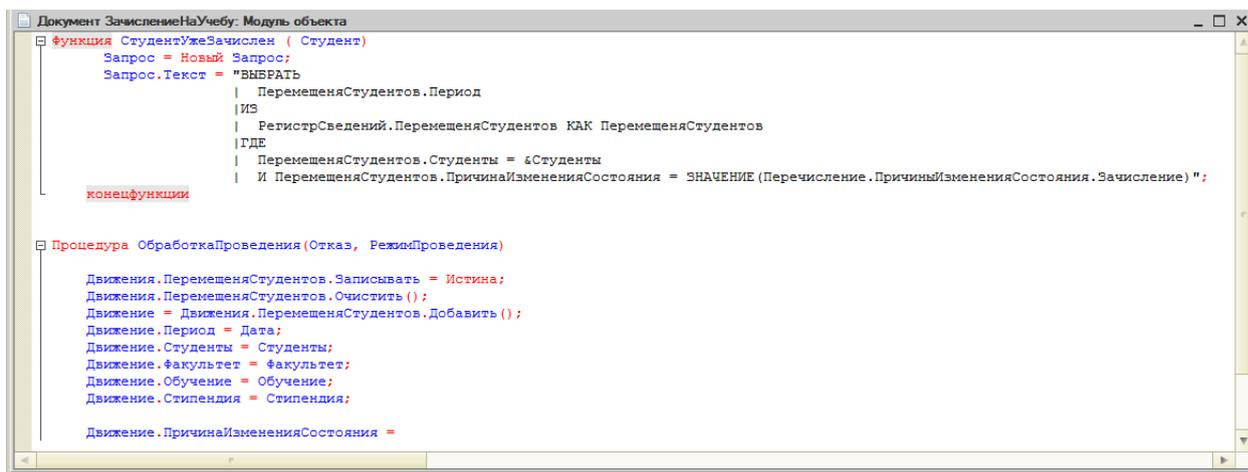 Документ ЗачислениеНаУчебу: Модуль объекта
Функция СтудентУжеЗачислен ( Студент)
Запрос = Новый Запрос;
Запрос.Текст = "ВЫБРАТЬ
| ПеремещеняСтудентов.Период
|ИЗ
| РегистрСведений.ПеремещеняСтудентов КАК ПеремещеняСтудентов
|ГДЕ
| ПеремещеняСтудентов.Студенты = &Студенты
| И ПеремещеняСтудентов.ПричинаИзмененияСостояния = ЗНАЧЕНИЕ(Перечисление.ПричиныИзмененияСостояния.Зачисление)";
конецфункции
Процедура ОбработкаПроведения(Отказ, РежимПроведения)
Движения.ПеремещеняСтудентов.Записывать = Истина;
Движения.ПеремещеняСтудентов.Очистить();
Движение = Движения.ПеремещеняСтудентов.Добавить();
Движение.Период = Дата;
Движение.Студенты = Студенты;
Движение.Факультет = Факультет;
Движение.Обучение = Обучение;
Движение.Стипендия = Стипендия;
Движение.ПричинаИзмененияСостояния =